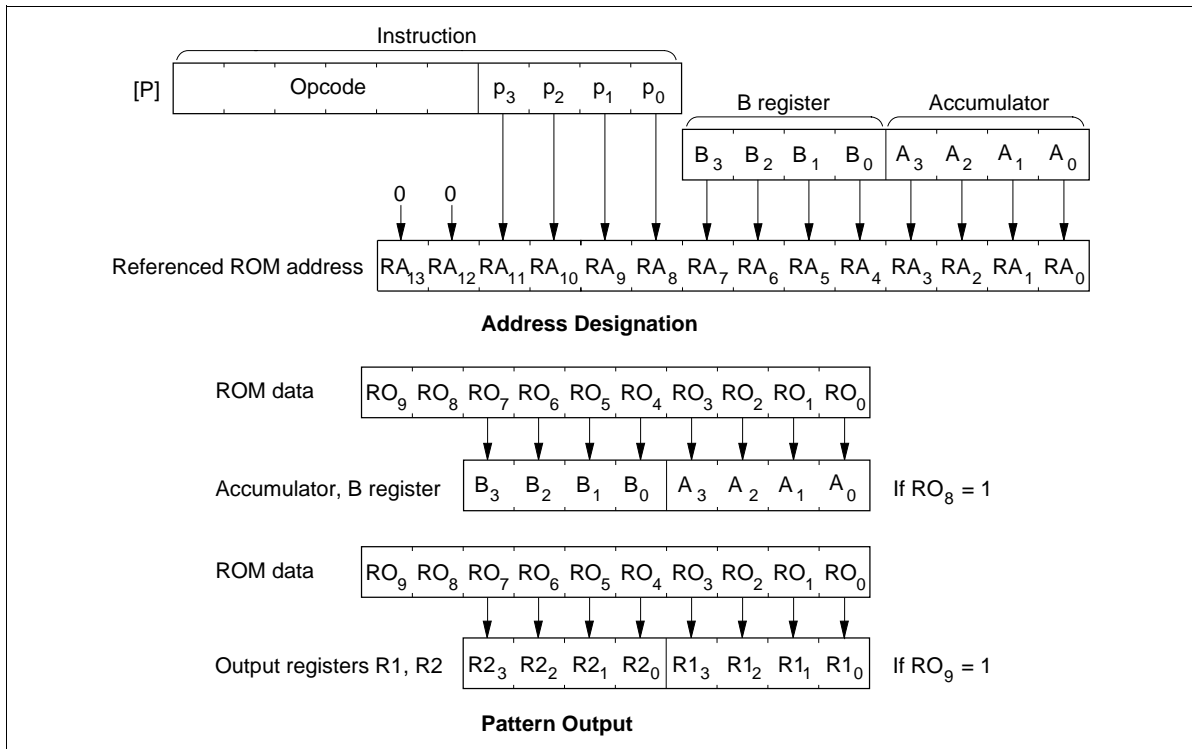 Instruction
[P] Opcode p3 p2 p1 p0
B register Accumulator
B3 B2 B1 B0 A3 A2 A1 A0
0 0
Referenced ROM address RA13 RA12 RA11 RA10 RA9 RA8 RA7 RA6 RA5 RA4 RA3 RA2 RA1 RA0
Address Designation
ROM data RO9 RO8 RO7 RO6 RO5 RO4 RO3 RO2 RO1 RO0
Accumulator, B register B3 B2 B1 B0 A3 A2 A1 A0 If RO8 = 1
ROM data RO9 RO8 RO7 RO6 RO5 RO4 RO3 RO2 RO1 RO0
Output registers R1, R2 R23 R22 R21 R20 R13 R12 R11 R10 If RO9 = 1
Pattern Output